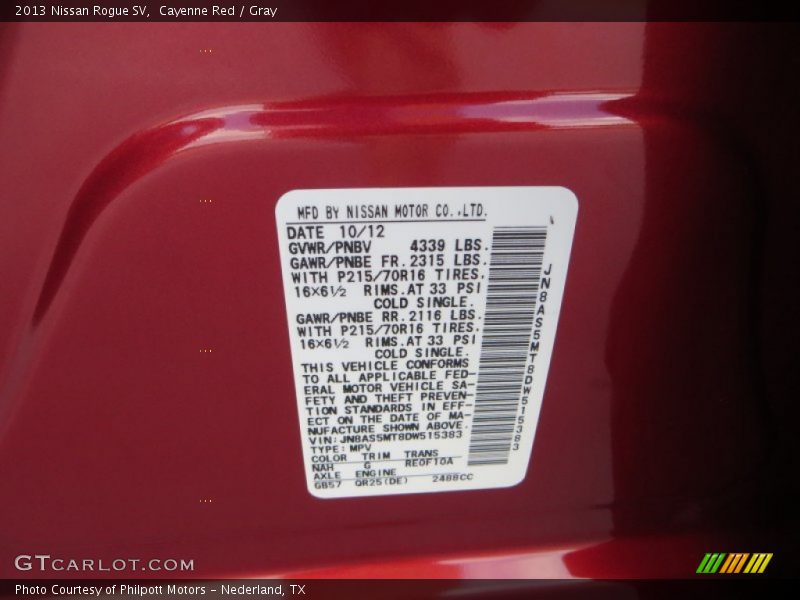 2013 Nissan Rogue SV, Cayenne Red / Gray
MFD BY NISSAN MOTOR CO.,LTD.
DATE 10/12
GVWR/PNBV 4339 LBS.
GAWR/PNBE FR. 2315 LBS.
WITH P215/70R16 TIRES.
16×6½ RIMS. AT 33 PSI
COLD SINGLE.
GAWR/PNBE RR. 2116 LBS.
WITH P215/70R16 TIRES.
16×6½ RIMS. AT 33 PSI
COLD SINGLE.
THIS VEHICLE CONFORMS
TO ALL APPLICABLE FED-
ERAL MOTOR VEHICLE SA-
FETY AND THEFT PREVEN-
TION STANDARDS IN EFF-
ECT ON THE DATE OF MA-
NUFACTURE SHOWN ABOVE.
VIN: JN8AS5MT8DW515383
TYPE: MPV
COLOR TRIM TRANS
NAH G RE0F10A
AXLE ENGINE
GB57 QR25(DE) 2488CC
JN8AS5MT8DW515383
GTCARLOT.COM
Photo Courtesy of Philpott Motors - Nederland, TX